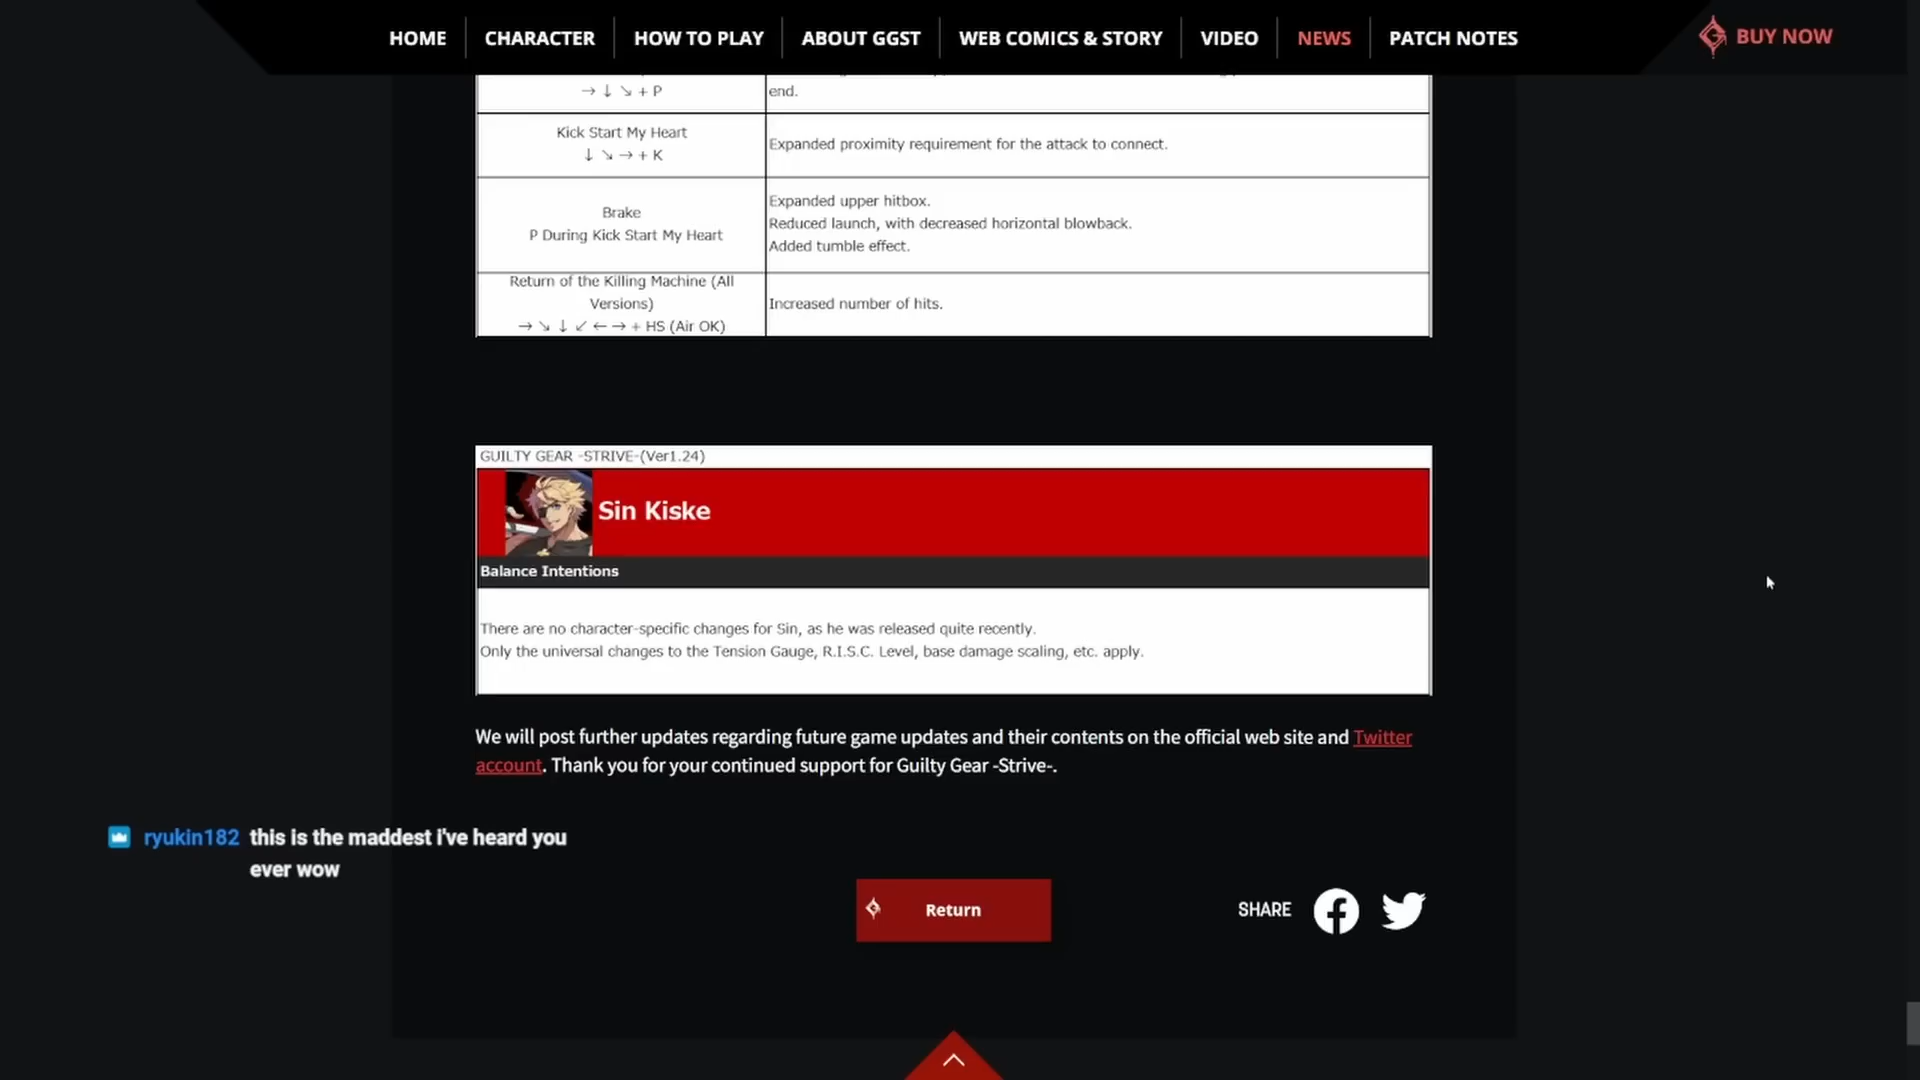 HOME
CHARACTER
HOW TO PLAY
ABOUT GGST
WEB COMICS & STORY
VIDEO
NEWS
PATCH NOTES
BUY NOW
→ ↓ ↘ + P
end.
Kick Start My Heart
↓ ↘ → + K
Expanded proximity requirement for the attack to connect.
Brake
P During Kick Start My Heart
Expanded upper hitbox.
Reduced launch, with decreased horizontal blowback.
Added tumble effect.
Return of the Killing Machine (All
Versions)
→ ↘ ↓ ↙ ← → + HS (Air OK)
Increased number of hits.
GUILTY GEAR -STRIVE-(Ver1.24)
Sin Kiske
Balance Intentions
There are no character-specific changes for Sin, as he was released quite recently.
Only the universal changes to the Tension Gauge, R.I.S.C. Level, base damage scaling, etc. apply.
We will post further updates regarding future game updates and their contents on the official web site and Twitter
account. Thank you for your continued support for Guilty Gear -Strive-.
ryukin182 this is the maddest i've heard you
ever wow
Return
SHARE